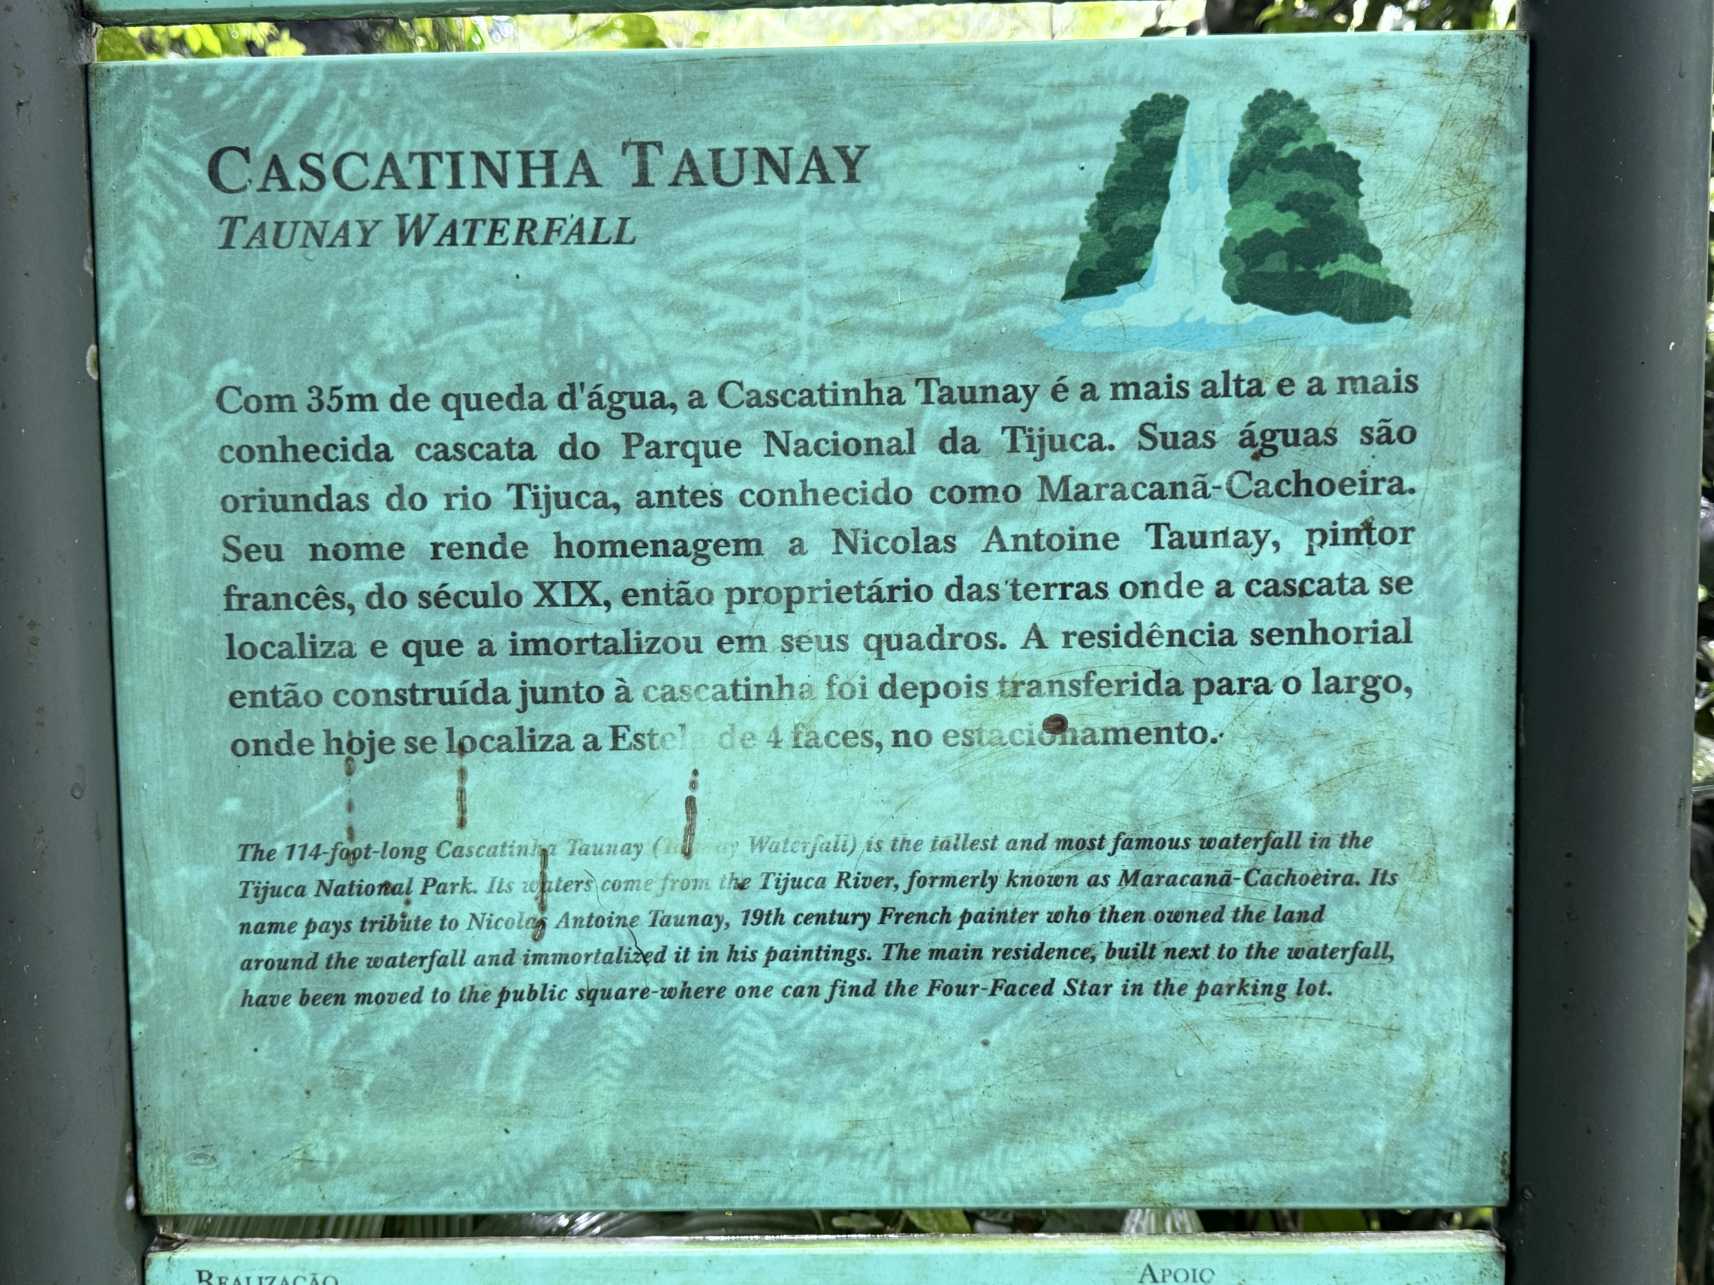 CASCATINHA TAUNAY
TAUNAY WATERFALL
Com 35m de queda d'água, a Cascatinha Taunay é a mais alta e a mais
conhecida cascata do Parque Nacional da Tijuca. Suas águas são
oriundas do rio Tijuca, antes conhecido como Maracanã-Cachoeira.
Seu nome rende homenagem a Nicolas Antoine Taunay, pintor
francês, do século XIX, então proprietário das terras onde a cascata se
localiza e que a imortalizou em seus quadros. A residência senhorial
então construída junto à cascatinha foi depois transferida para o largo,
onde hoje se localiza a Estela de 4 faces, no estacionamento.
The 114-foot-long Cascatinha Taunay (Taunay Waterfall) is the tallest and most famous waterfall in the
Tijuca National Park. Its waters come from the Tijuca River, formerly known as Maracanã-Cachoeira. Its
name pays tribute to Nicolas Antoine Taunay, 19th century French painter who then owned the land
around the waterfall and immortalized it in his paintings. The main residence, built next to the waterfall,
have been moved to the public square-where one can find the Four-Faced Star in the parking lot.
REALIZAÇÃO
APOIO